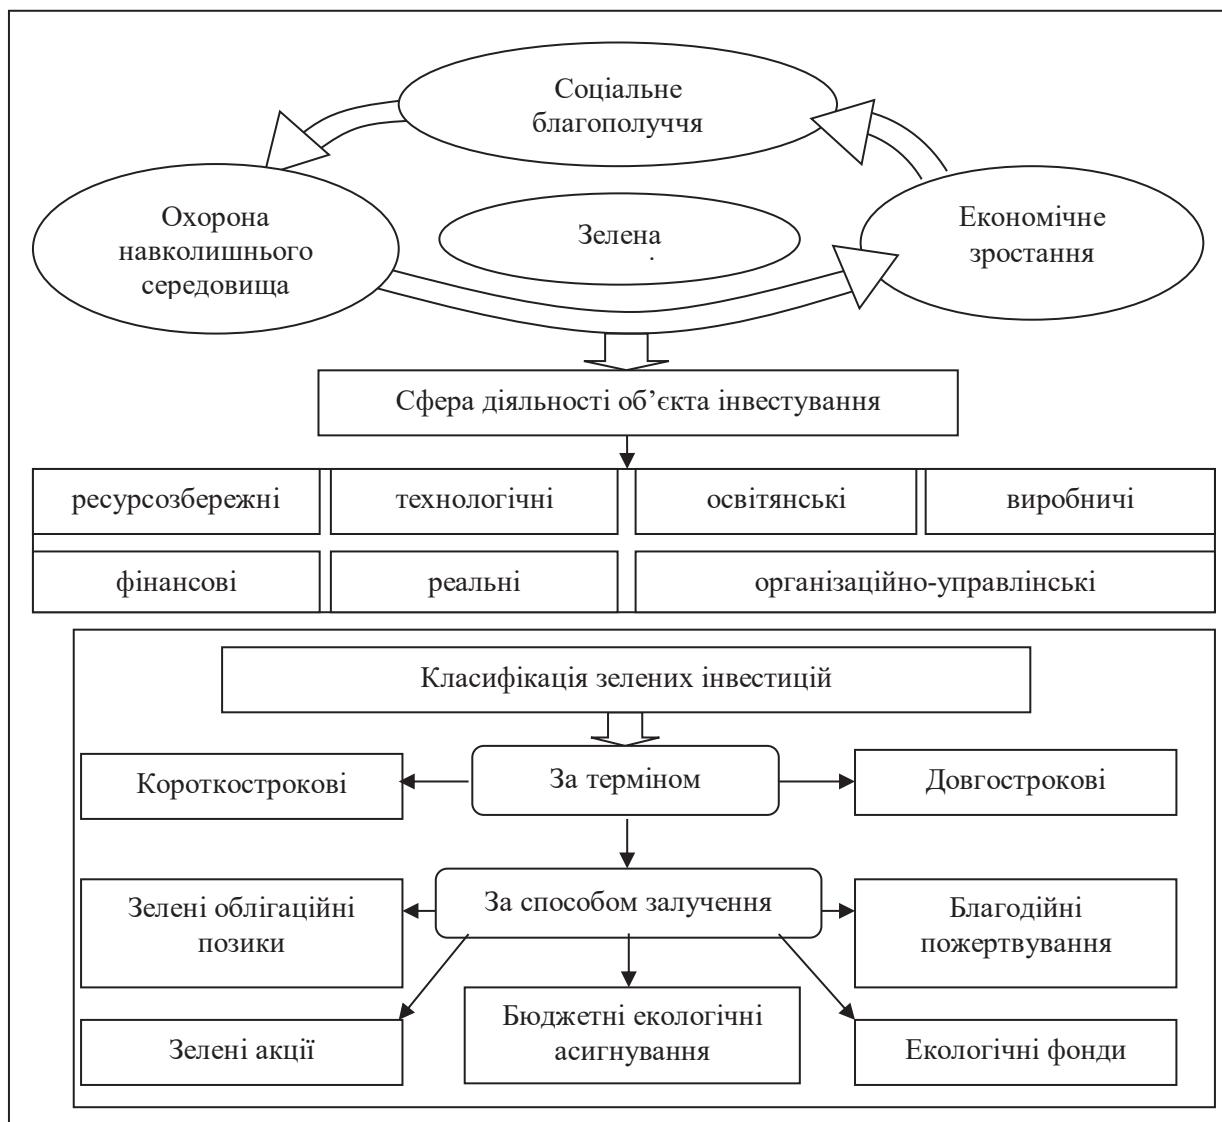 Соціальне
благополуччя
Охорона
навколишнього
середовища
Зелена
Економічне
зростання
Сфера діяльності об’єкта інвестування
ресурсозбережні
технологічні
освітянські
виробничі
фінансові
реальні
організаційно-управлінські
Класифікація зелених інвестицій
Короткострокові
За терміном
Довгострокові
Зелені облігаційні
позики
За способом залучення
Благодійні
пожертвування
Зелені акції
Бюджетні екологічні
асигнування
Екологічні фонди